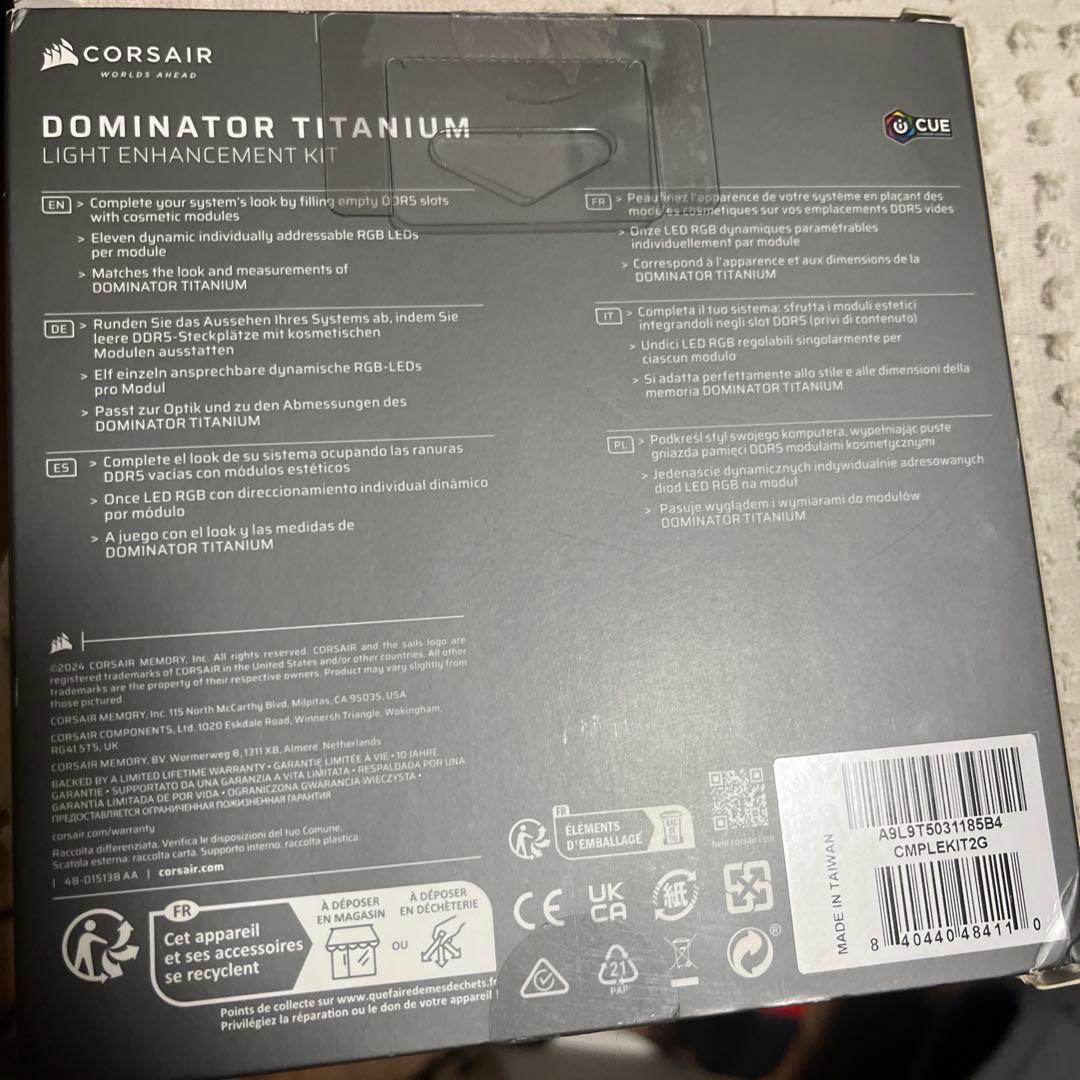 CORSAIR
WORLDS AHEAD
DOMINATOR TITANIUM
LIGHT ENHANCEMENT KIT
CUE
EN > Complete your system's look by filling empty DDR5 slots
with cosmetic modules
> Eleven dynamic individually addressable RGB LEDs
per module
> Matches the look and measurements of
DOMINATOR TITANIUM
DE > Runden Sie das Aussehen Ihres Systems ab, indem Sie
leere DDR5-Steckplätze mit kosmetischen
Modulen ausstatten
> Elf einzeln ansprechbare dynamische RGB-LEDs
pro Modul
> Passt zur Optik und zu den Abmessungen des
DOMINATOR TITANIUM
ES > Complete el look de su sistema ocupando las ranuras
DDR5 vacías con módulos estéticos
> Once LED RGB con direccionamiento individual dinámico
por módulo
> A juego con el look y las medidas de
DOMINATOR TITANIUM
FR > Peaufinez l'apparence de votre système en plaçant des
modules cosmétiques sur vos emplacements DDR5 vides
> Onze LED RGB dynamiques paramétrables
individuellement par module
> Correspond à l'apparence et aux dimensions de la
DOMINATOR TITANIUM
IT > Completa il tuo sistema: sfrutta i moduli estetici
integrandoli negli slot DDR5 (privi di contenuto)
> Undici LED RGB regolabili singolarmente per
ciascun modulo
> Si adatta perfettamente allo stile e alle dimensioni della
memoria DOMINATOR TITANIUM
PL > Podkreśl styl swojego komputera, wypełniając puste
gniazda pamięci DDR5 modułami kosmetycznymi
> Jedenaście dynamicznych indywidualnie adresowanych
diod LED RGB na moduł
> Pasuje wyglądem i wymiarami do modułów
DOMINATOR TITANIUM
©2024 CORSAIR MEMORY, Inc. All rights reserved. CORSAIR and the sails logo are
registered trademarks of CORSAIR in the United States and/or other countries. All other
trademarks are the property of their respective owners. Product may vary slightly from
those pictured.
CORSAIR MEMORY, Inc. 115 North McCarthy Blvd, Milpitas, CA 95035, USA
CORSAIR COMPONENTS, Ltd. 1020 Eskdale Road, Winnersh Triangle, Wokingham,
RG41 5TS, UK
CORSAIR MEMORY, BV. Wormerweg 8, 1311 XB, Almere, Netherlands
BACKED BY A LIMITED LIFETIME WARRANTY • GARANTIE LIMITÉE À VIE • 10 JAHRE
GARANTIE • SUPPORTATO DA UNA GARANZIA A VITA LIMITATA • RESPALDADA POR UNA
GARANTÍA LIMITADA DE POR VIDA • OGRANICZONA GWARANCJA WIECZYSTA •
ПРЕДОСТАВЛЯЕТСЯ ОГРАНИЧЕННАЯ ПОЖИЗНЕННАЯ ГАРАНТИЯ
corsair.com/warranty
Raccolta differenziata. Verifica le disposizioni del tuo Comune.
Scatola esterna: raccolta carta. Supporto interno: raccolta plastica.
| 48-015138 AA | corsair.com
FR
Cet appareil
et ses accessoires
se recyclent
À DÉPOSER
EN MAGASIN
OU
À DÉPOSER
EN DÉCHÈTERIE
Points de collecte sur www.quefairedemesdechets.fr
Privilégiez la réparation ou le don de votre appareil !
FR
ÉLÉMENTS
D'EMBALLAGE
BAC
DE
TRI
help.corsair.com
CE
UK
CA
紙
21
PAP
®
MADE IN TAIWAN
A9L9T5031185B4
CMPLEKIT2G
8 40440 48411 0